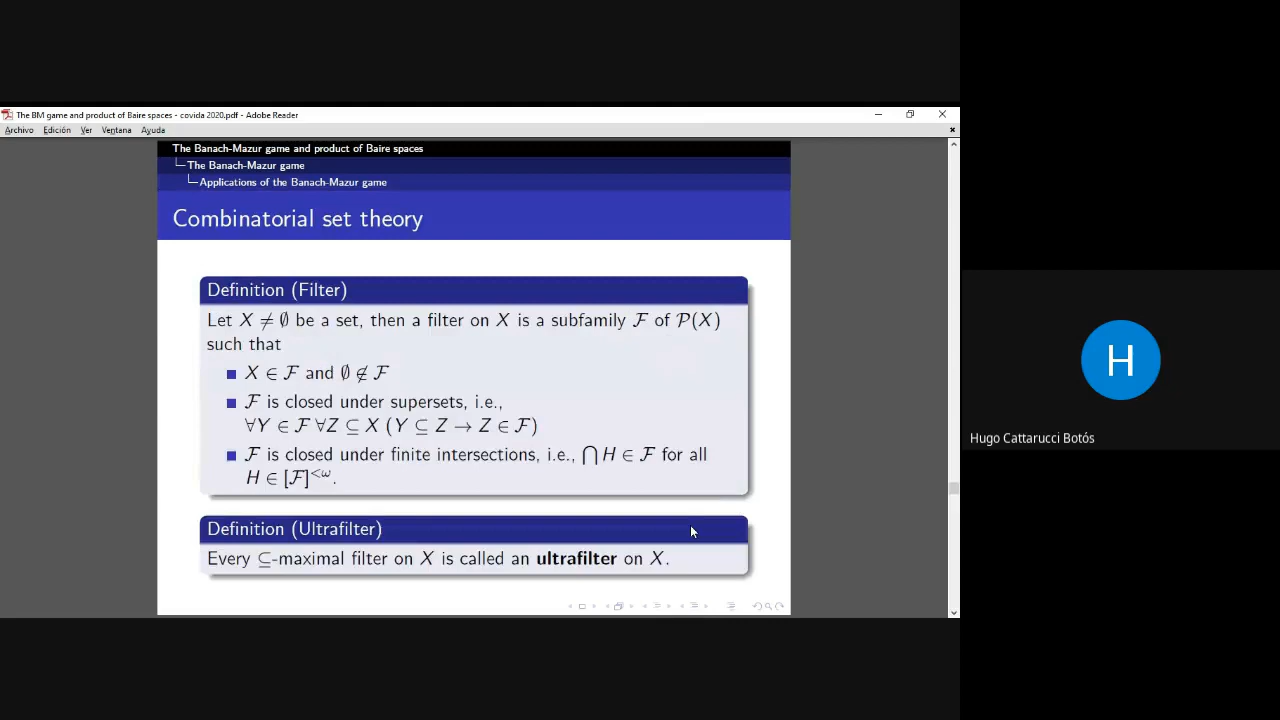 The BM game and product of Baire spaces - covida 2020.pdf - Adobe Reader
Archivo Edición Ver Ventana Ayuda
The Banach-Mazur game and product of Baire spaces
The Banach-Mazur game
Applications of the Banach-Mazur game
Combinatorial set theory
Definition (Filter)
Let X ≠ ∅ be a set, then a filter on X is a subfamily ℱ of 𝒫(X)
such that
X ∈ ℱ and ∅ ∉ ℱ
ℱ is closed under supersets, i.e.,
∀Y ∈ ℱ ∀Z ⊆ X (Y ⊆ Z → Z ∈ ℱ)
ℱ is closed under finite intersections, i.e., ⋂ H ∈ ℱ for all
H ∈ [ℱ]^{<ω}.
Definition (Ultrafilter)
Every ⊆-maximal filter on X is called an ultrafilter on X.
H
Hugo Cattarucci Botós